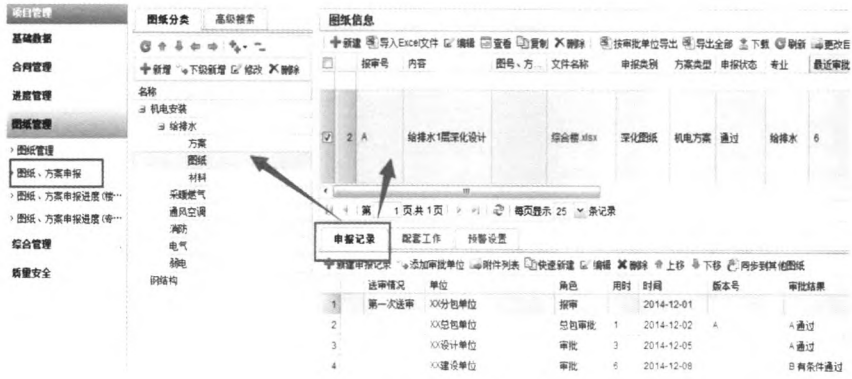 项目管理
基础数据
合同管理
进度管理
图纸管理
图纸管理
图纸、方案申报
图纸、方案申报进度(楼…
图纸、方案申报进度(专…
综合管理
质量安全
图纸分类 高级搜索
新增 下级新增 修改 删除
名称
机电安装
给排水
方案
图纸
材料
采暖燃气
通风空调
消防
电气
弱电
钢结构
图纸信息
新建 导入Excel文件 编辑 查看 复制 删除 按审批单位导出 导出全部 下载 刷新 更改目
报审号 内容 图号、方… 文件名称 申报类别 方案类型 申报状态 专业 最近审批
2 A 给排水1层深化设计 综合楼.xlsx 深化图纸 机电方案 通过 给排水 6
第 1 页,共 1 页 每页显示 25 条记录
申报记录 配套工作 预警设置
新建申报记录 添加审批单位 附件列表 快速新建 编辑 删除 上移 下移 同步到其他图纸
送审情况 单位 角色 用时 时间 版本号 审批结果
1 第一次送审 XX分包单位 报审 2014-12-01
2 XX总包单位 总包审批 1 2014-12-02 A A通过
3 XX设计单位 审批 3 2014-12-05 A通过
4 XX建设单位 审批 6 2014-12-08 B有条件通过